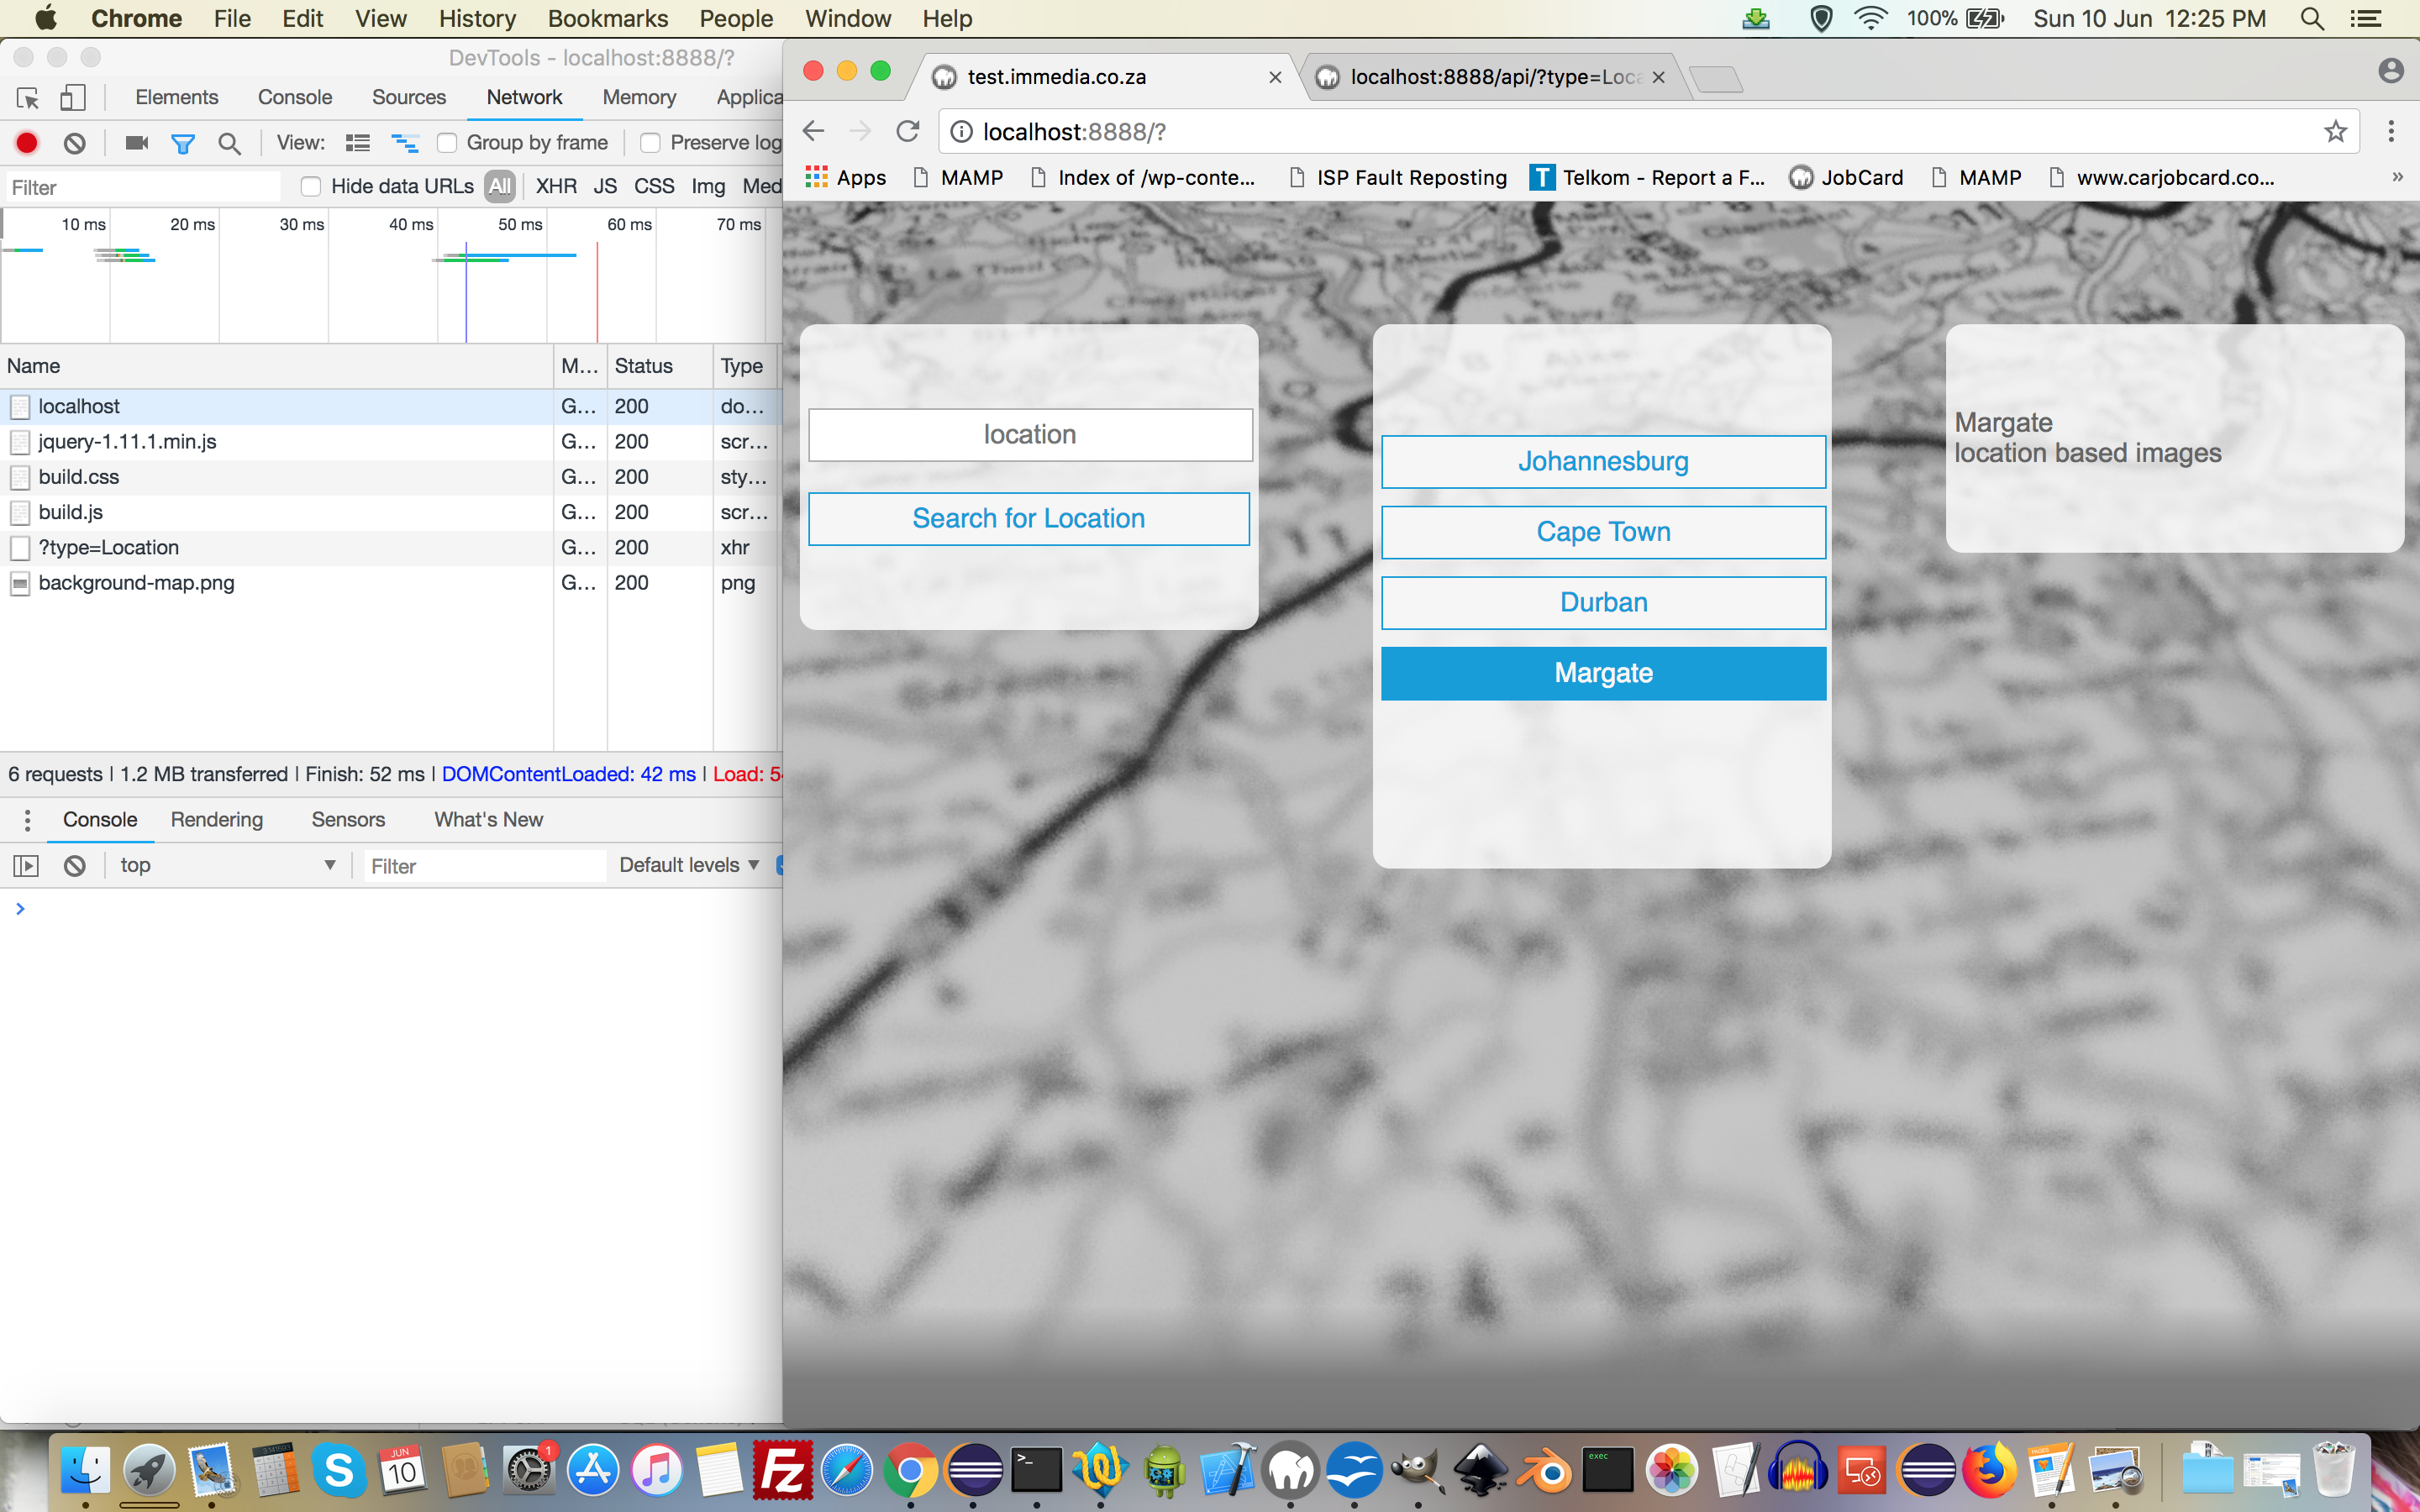 Chrome File Edit View History Bookmarks People Window Help 100% Sun 10 Jun 12:25 PM
DevTools - localhost:8888/?
Elements Console Sources Network Memory Applica
View: Group by frame Preserve log
Filter Hide data URLs All XHR JS CSS Img Med
10 ms 20 ms 30 ms 40 ms 50 ms 60 ms 70 ms
Name M... Status Type
localhost G... 200 do...
jquery-1.11.1.min.js G... 200 scr...
build.css G... 200 sty...
build.js G... 200 scr...
?type=Location G... 200 xhr
background-map.png G... 200 png
6 requests | 1.2 MB transferred | Finish: 52 ms | DOMContentLoaded: 42 ms | Load: 5
Console Rendering Sensors What's New
top Filter Default levels
test.immedia.co.za
localhost:8888/api/?type=Loca
localhost:8888/?
Apps MAMP Index of /wp-conte... ISP Fault Reposting T Telkom - Report a F... JobCard MAMP www.carjobcard.co... »
location
Search for Location
Johannesburg
Cape Town
Durban
Margate
Margate
location based images
JUN
10
1
exec
PAGES